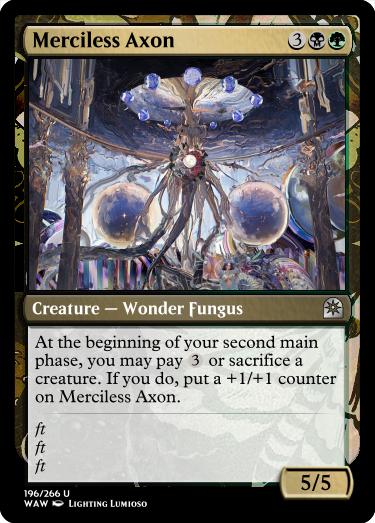 Merciless Axon 3
Creature — Wonder Fungus
At the beginning of your second main
phase, you may pay 3 or sacrifice a
creature. If you do, put a +1/+1 counter
on Merciless Axon.
ft
ft
ft
5/5
196/266 U
WAW Lighting Lumioso